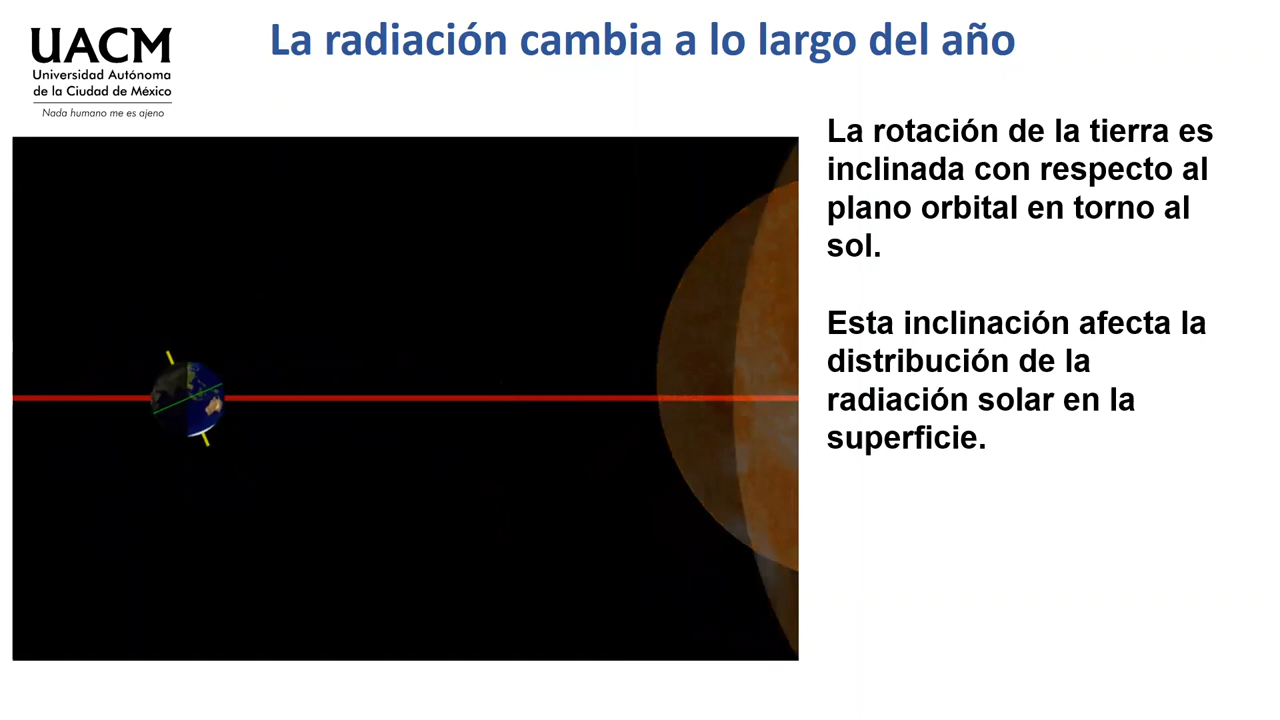 La radiación cambia a lo largo del año
UACM
Universidad Autónoma
de la Ciudad de México
Nada humano me es ajeno
La rotación de la tierra es
inclinada con respecto al
plano orbital en torno al
sol.
Esta inclinación afecta la
distribución de la
radiación solar en la
superficie.